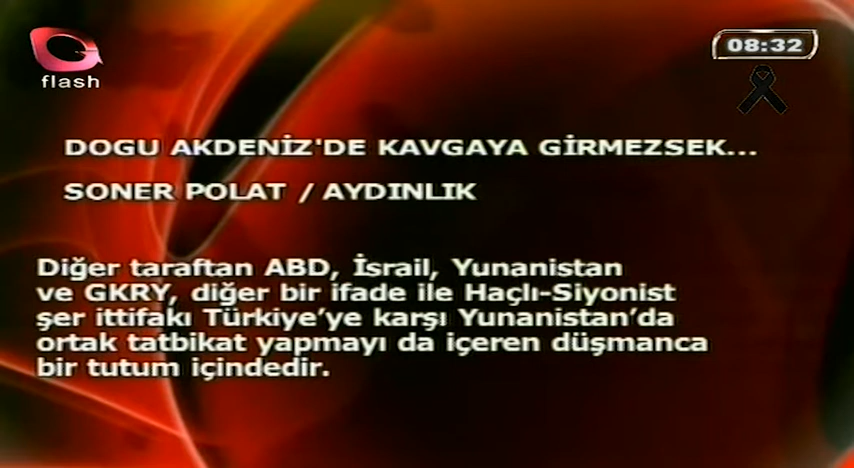 flash
08:32
DOGU AKDENİZ'DE KAVGAYA GİRMEZSEK...
SONER POLAT / AYDINLIK
Diğer taraftan ABD, İsrail, Yunanistan
ve GKRY, diğer bir ifade ile Haçlı-Siyonist
şer ittifakı Türkiye’ye karşı Yunanistan’da
ortak tatbikat yapmayı da içeren düşmanca
bir tutum içindedir.